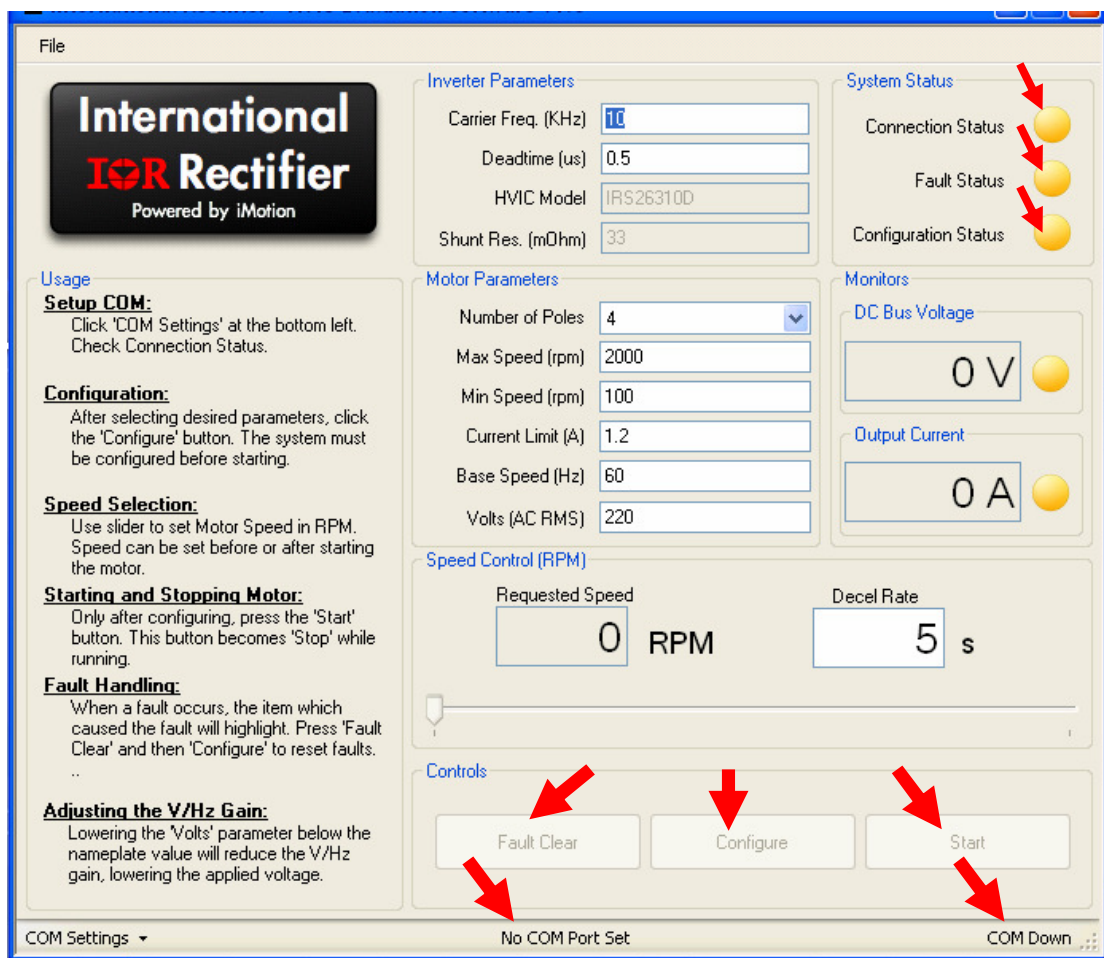 File
International
IOR Rectifier
Powered by iMotion
Usage
Setup COM:
Click 'COM Settings' at the bottom left.
Check Connection Status.
Configuration:
After selecting desired parameters, click
the 'Configure' button. The system must
be configured before starting.
Speed Selection:
Use slider to set Motor Speed in RPM.
Speed can be set before or after starting
the motor.
Starting and Stopping Motor:
Only after configuring, press the 'Start'
button. This button becomes 'Stop' while
running.
Fault Handling:
When a fault occurs, the item which
caused the fault will highlight. Press 'Fault
Clear' and then 'Configure' to reset faults.
..
Adjusting the V/Hz Gain:
Lowering the 'Volts' parameter below the
nameplate value will reduce the V/Hz
gain, lowering the applied voltage.
Inverter Parameters
Carrier Freq. (KHz) 10
Deadtime (us) 0.5
HVIC Model IRS26310D
Shunt Res. (mOhm) 33
Motor Parameters
Number of Poles 4
Max Speed (rpm) 2000
Min Speed (rpm) 100
Current Limit (A) 1.2
Base Speed (Hz) 60
Volts (AC RMS) 220
System Status
Connection Status
Fault Status
Configuration Status
Monitors
DC Bus Voltage
0 V
Output Current
0 A
Speed Control (RPM)
Requested Speed Decel Rate
0 RPM 5 s
Controls
Fault Clear Configure Start
COM Settings No COM Port Set COM Down